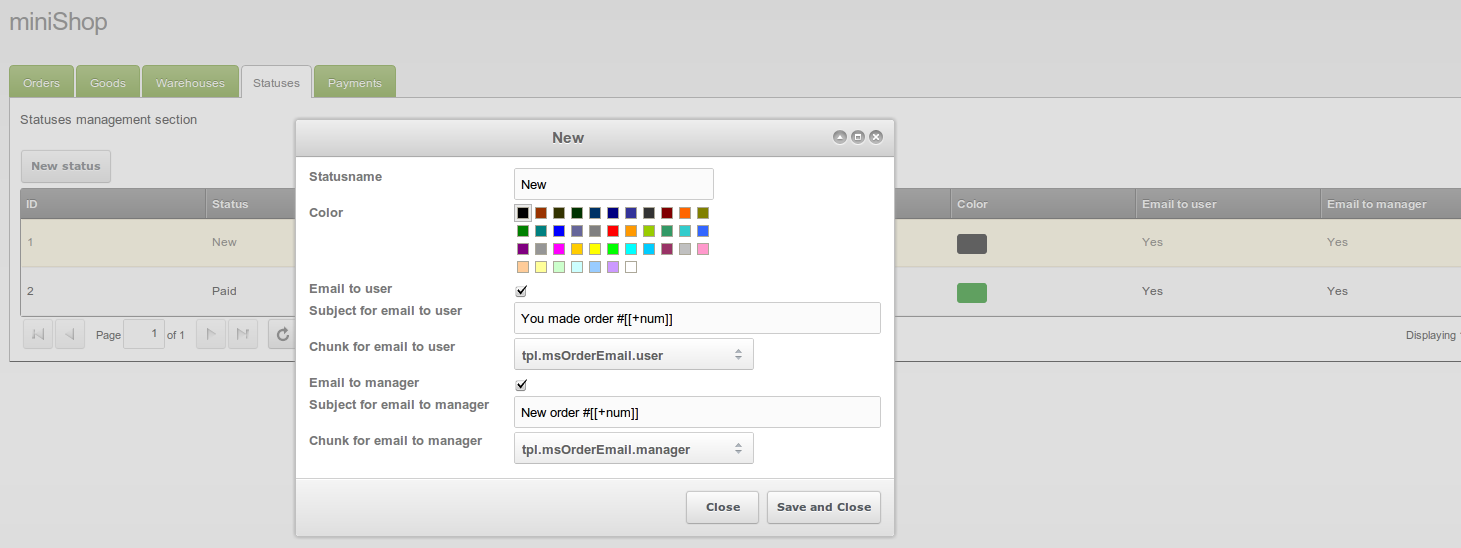 miniShop
Orders Goods Warehouses Statuses Payments
Statuses management section
New status
ID Status Color Email to user Email to manager
1 New Yes Yes
2 Paid Yes Yes
Page 1 of 1 Displaying
New
Statusname New
Color
Email to user
Subject for email to user You made order #[[+num]]
Chunk for email to user tpl.msOrderEmail.user
Email to manager
Subject for email to manager New order #[[+num]]
Chunk for email to manager tpl.msOrderEmail.manager
Close Save and Close